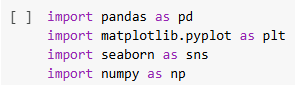 [ ] import pandas as pd
import matplotlib.pyplot as plt
import seaborn as sns
import numpy as np